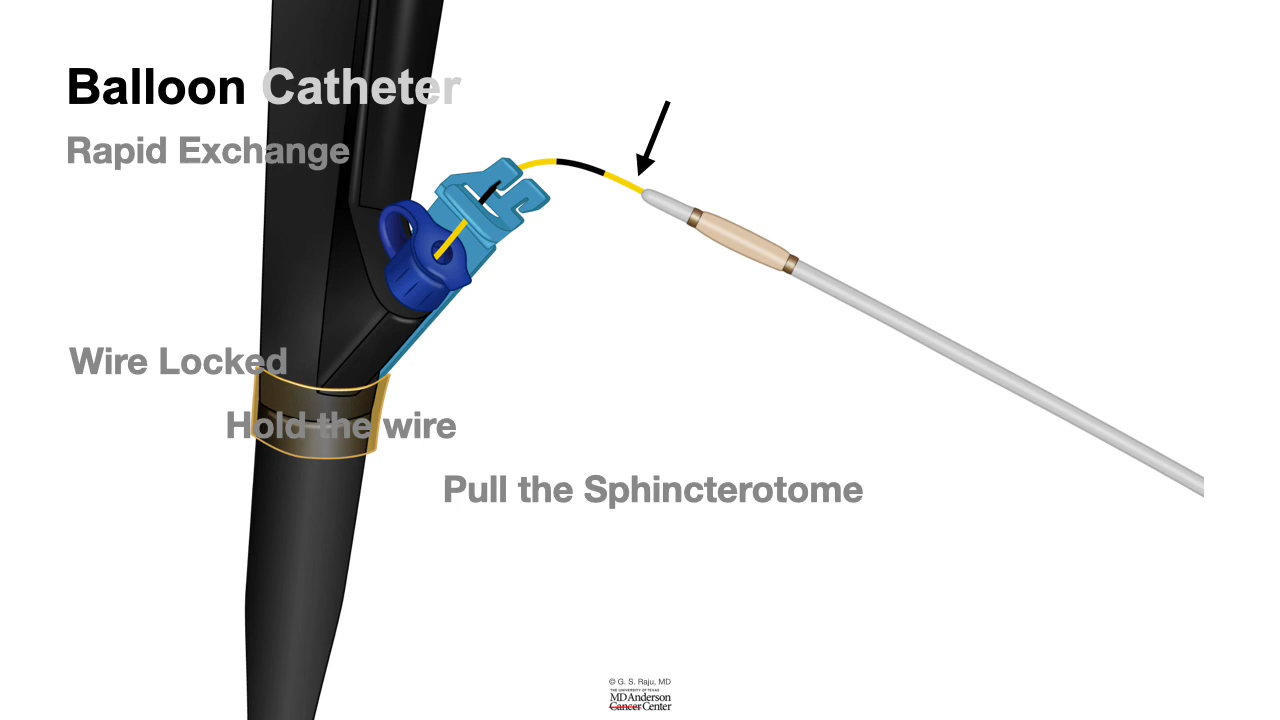 Balloon Catheter
Rapid Exchange
Wire Locked
Hold the wire
Pull the Sphincterotome
© G. S. Raju, MD
THE UNIVERSITY OF TEXAS
MD Anderson
Cancer Center